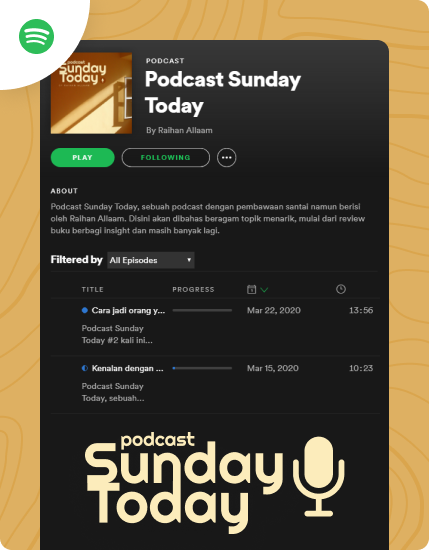 podcast
Sunday
Today
PODCAST
Podcast Sunday
Today
By Raihan Allaam
PLAY
FOLLOWING
ABOUT
Podcast Sunday Today, sebuah podcast dengan pembawaan santai namun berisi
oleh Raihan Allaam. Disini akan dibahas beragam topik menarik, mulai dari review
buku berbagi insight dan masih banyak lagi.
Filtered by All Episodes
TITLE PROGRESS
Cara jadi orang y... Mar 22, 2020 13:56
Podcast Sunday
Today #2 kali ini...
Kenalan dengan ... Mar 15, 2020 10:23
Podcast Sunday
Today, sebuah...
podcast
Sunday
Today